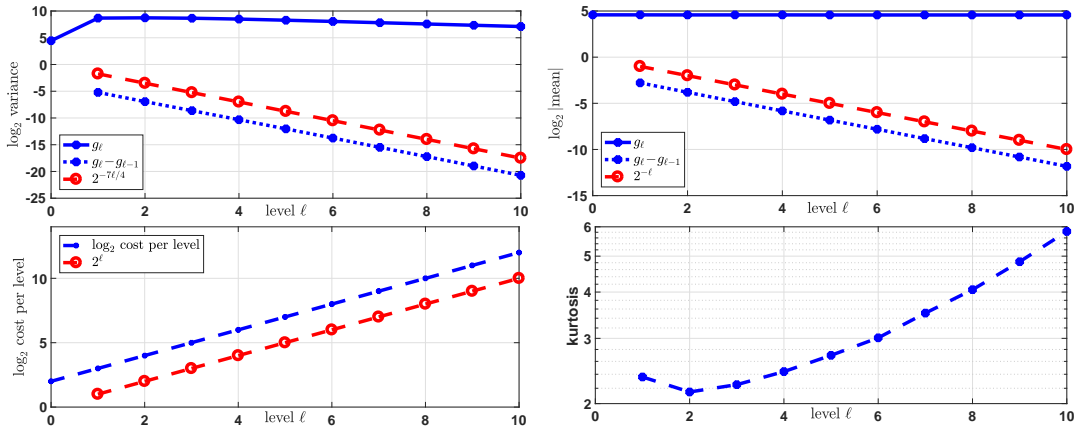 10
5
0
-5
-10
-15
-20
-25
log₂ variance
g_ℓ
g_ℓ−g_{ℓ−1}
2^{−7ℓ/4}
0 2 4 6 8 10
level ℓ
5
0
-5
-10
-15
log₂ |mean|
g_ℓ
g_ℓ−g_{ℓ−1}
2^{−ℓ}
0 2 4 6 8 10
level ℓ
10
5
0
log₂ cost per level
log₂ cost per level
2^ℓ
0 2 4 6 8 10
level ℓ
6
5
4
3
2
kurtosis
0 2 4 6 8 10
level ℓ